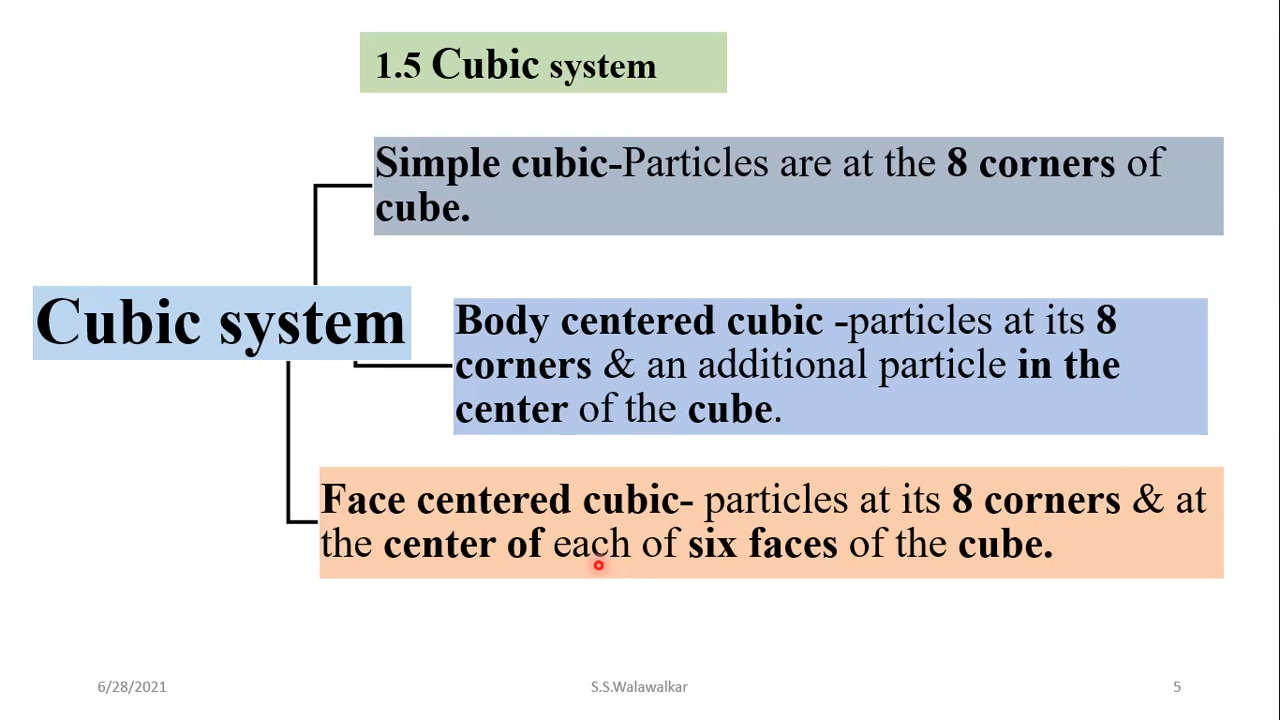 1.5 Cubic system
Simple cubic-Particles are at the 8 corners of
cube.
Cubic system
Body centered cubic -particles at its 8
corners & an additional particle in the
center of the cube.
Face centered cubic- particles at its 8 corners & at
the center of each of six faces of the cube.
6/28/2021
S.S.Walawalkar
5